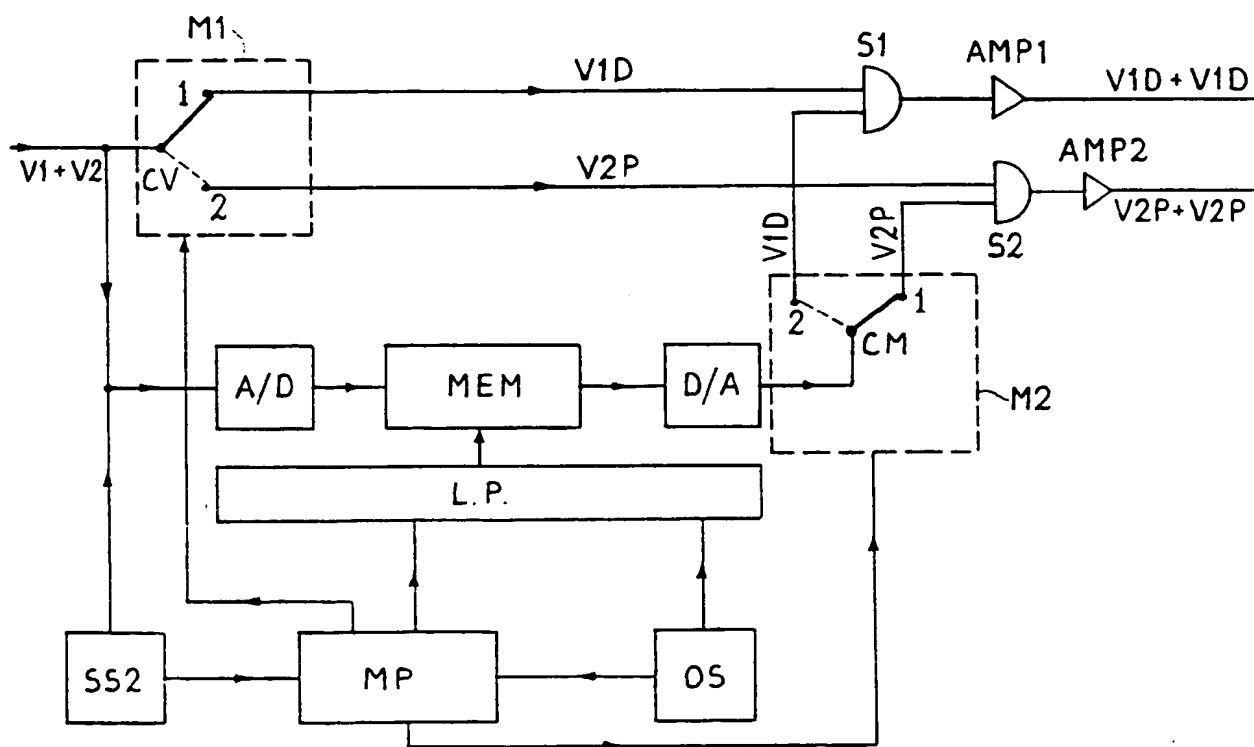 M1
S1
AMP1
1
V1D
V1D + V1D
V1+V2
CV
AMP2
2
V2P
V2P+V2P
S2
V1D
V2P
2
1
CM
A/D
MEM
D/A
M2
L.P.
SS2
MP
OS